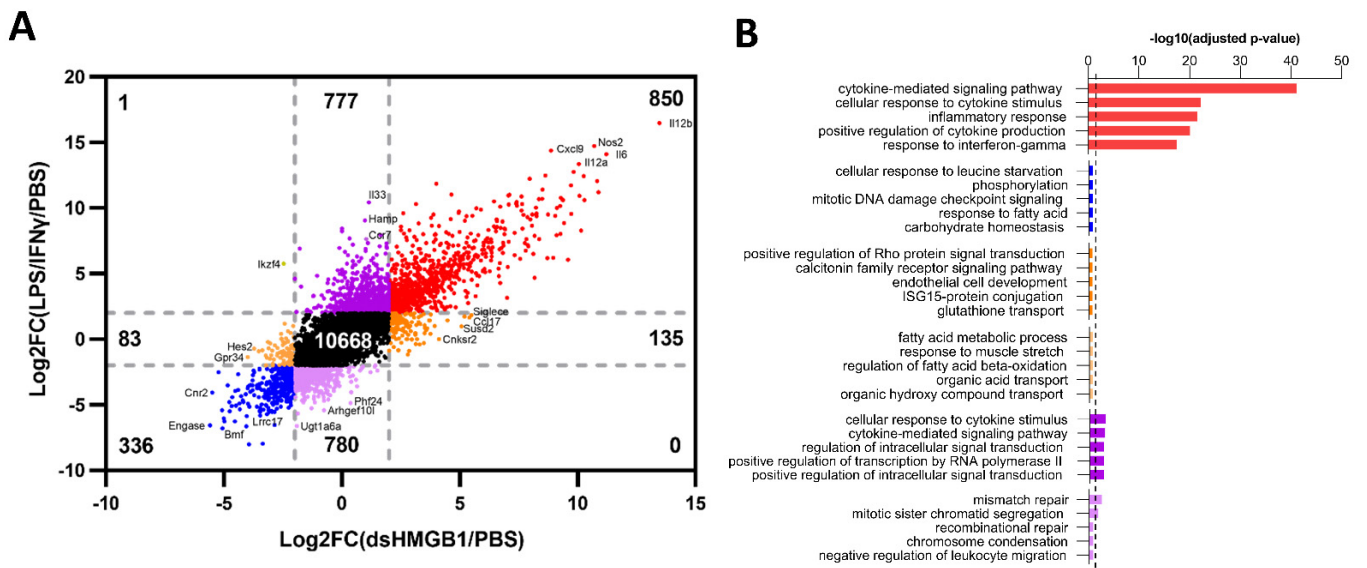 A
20
15
10
5
0
-5
-10
-10
-5
0
5
10
15
Log2FC(LPS/IFNγ/PBS)
Log2FC(dsHMGB1/PBS)
1
777
850
83
10668
135
336
780
0
Il12b
Nos2
Cxcl9
Il6
Il12a
Il33
Hamp
Ccr7
Ikzf4
Siglece
Ccl17
Susd2
Cnksr2
Hes2
Gpr34
Cnr2
Phf24
Arhgef10l
Lrrc17
Engase
Bmf
Ugt1a6a
B
-log10(adjusted p-value)
0
10
20
30
40
50
cytokine-mediated signaling pathway
cellular response to cytokine stimulus
inflammatory response
positive regulation of cytokine production
response to interferon-gamma
cellular response to leucine starvation
phosphorylation
mitotic DNA damage checkpoint signaling
response to fatty acid
carbohydrate homeostasis
positive regulation of Rho protein signal transduction
calcitonin family receptor signaling pathway
endothelial cell development
ISG15-protein conjugation
glutathione transport
fatty acid metabolic process
response to muscle stretch
regulation of fatty acid beta-oxidation
organic acid transport
organic hydroxy compound transport
cellular response to cytokine stimulus
cytokine-mediated signaling pathway
regulation of intracellular signal transduction
positive regulation of transcription by RNA polymerase II
positive regulation of intracellular signal transduction
mismatch repair
mitotic sister chromatid segregation
recombinational repair
chromosome condensation
negative regulation of leukocyte migration